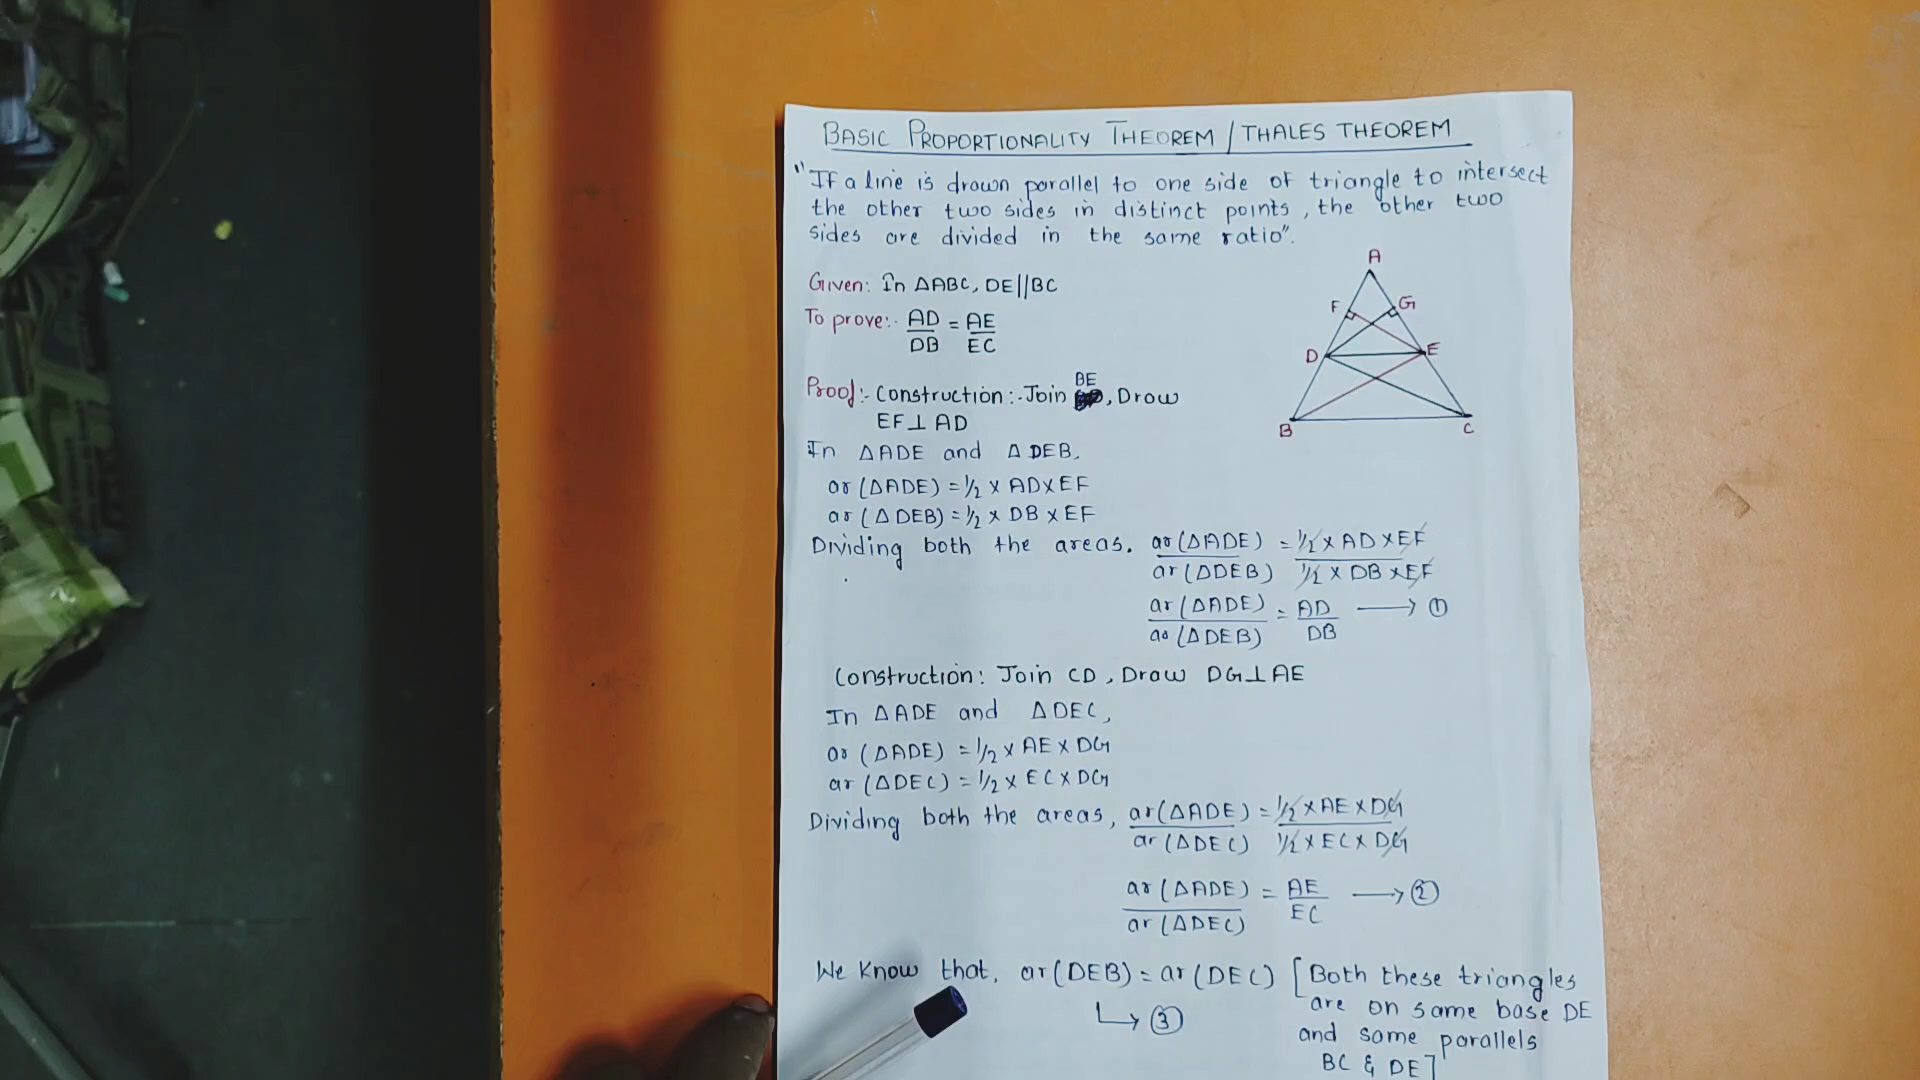 BASIC PROPORTIONALITY THEOREM / THALES THEOREM
"If a line is drawn parallel to one side of triangle to intersect
the other two sides in distinct points, the other two
sides are divided in the same ratio".
Given: In ΔABC, DE||BC
To prove:- AD/DB = AE/EC
Proof:- Construction:- Join BE, Draw
EF⊥AD
A
F G
D E
B C
In ΔADE and ΔDEB,
ar(ΔADE) = 1/2 × AD×EF
ar(ΔDEB) = 1/2 × DB×EF
Dividing both the areas. ar(ΔADE)/ar(ΔDEB) = 1/2 × AD × EF / 1/2 × DB × EF
ar(ΔADE)/ar(ΔDEB) = AD/DB → ①
Construction: Join CD, Draw DG⊥AE
In ΔADE and ΔDEC,
ar(ΔADE) = 1/2 × AE × DG
ar(ΔDEC) = 1/2 × EC × DG
Dividing both the areas, ar(ΔADE)/ar(ΔDEC) = 1/2 × AE × DG / 1/2 × EC × DG
ar(ΔADE)/ar(ΔDEC) = AE/EC → ②
We Know that, ar(DEB) = ar(DEC) [Both these triangles
are on same base DE
↳ ③
and same parallels
BC & DE]